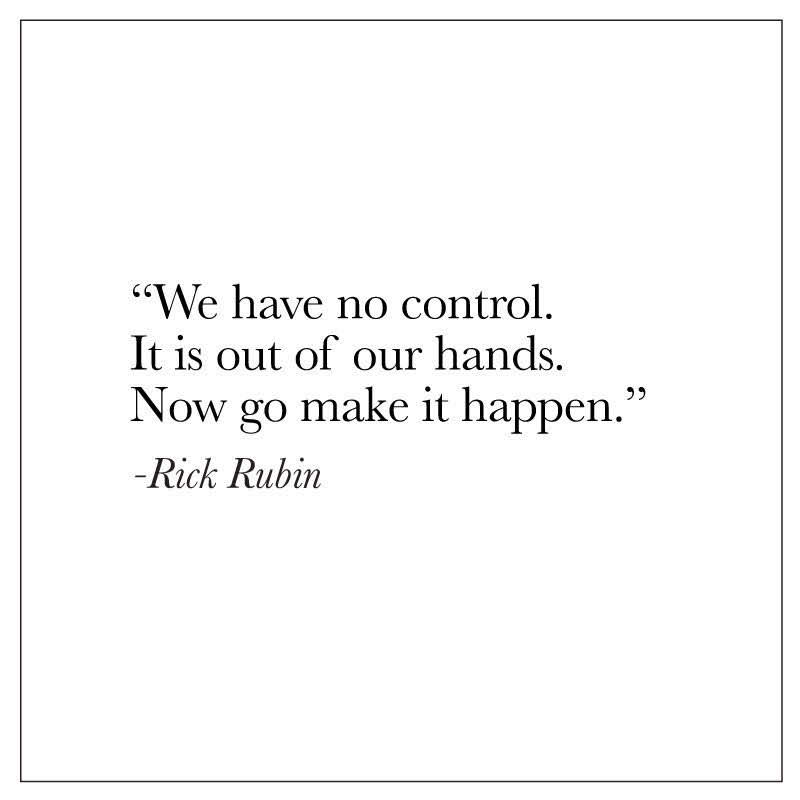 “We have no control.
It is out of our hands.
Now go make it happen.”
-Rick Rubin